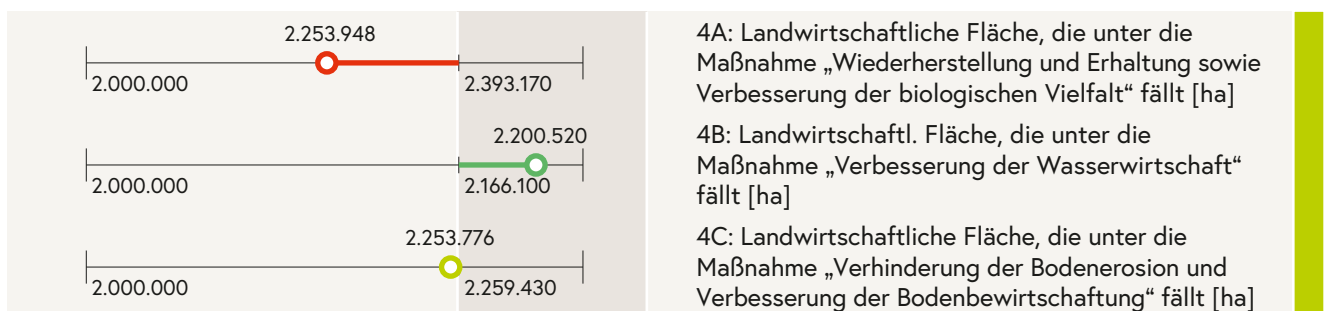 2.253.948
2.000.000
2.393.170
4A: Landwirtschaftliche Fläche, die unter die
Maßnahme „Wiederherstellung und Erhaltung sowie
Verbesserung der biologischen Vielfalt“ fällt [ha]
2.200.520
2.000.000
2.166.100
4B: Landwirtschaftl. Fläche, die unter die
Maßnahme „Verbesserung der Wasserwirtschaft“
fällt [ha]
2.253.776
2.000.000
2.259.430
4C: Landwirtschaftliche Fläche, die unter die
Maßnahme „Verhinderung der Bodenerosion und
Verbesserung der Bodenbewirtschaftung“ fällt [ha]